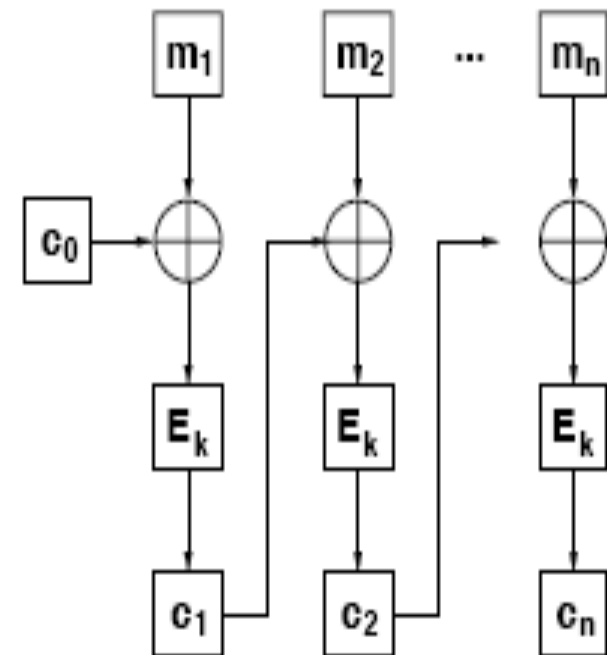 m₁ m₂ ... mₙ
c₀
Eₖ Eₖ Eₖ
c₁ c₂ cₙ